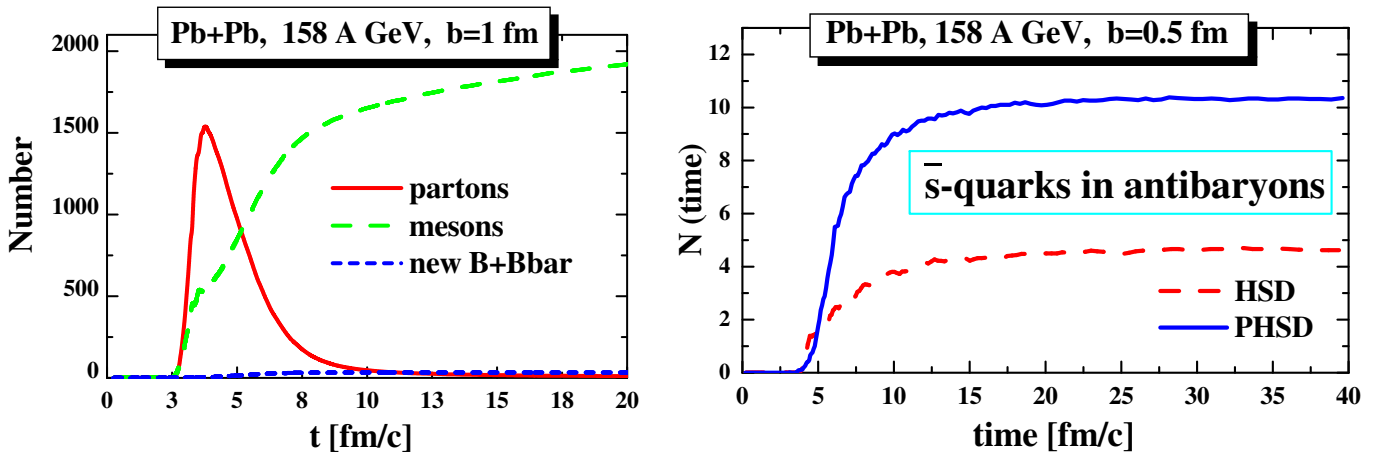 Pb+Pb, 158 A GeV, b=1 fm
2000
1500
1000
500
0
Number
partons
mesons
new B+Bbar
0 3 5 8 10 13 15 18 20
t [fm/c]
Pb+Pb, 158 A GeV, b=0.5 fm
12
10
8
6
4
2
0
N (time)
s̅-quarks in antibaryons
HSD
PHSD
0 5 10 15 20 25 30 35 40
time [fm/c]